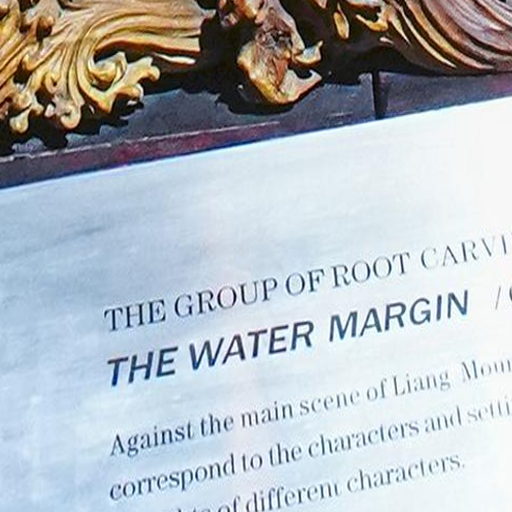 THE GROUP OF ROOT CARVI
THE WATER MARGIN /
Against the main scene of Liang Moun
correspond to the characters and setti
of different characters.